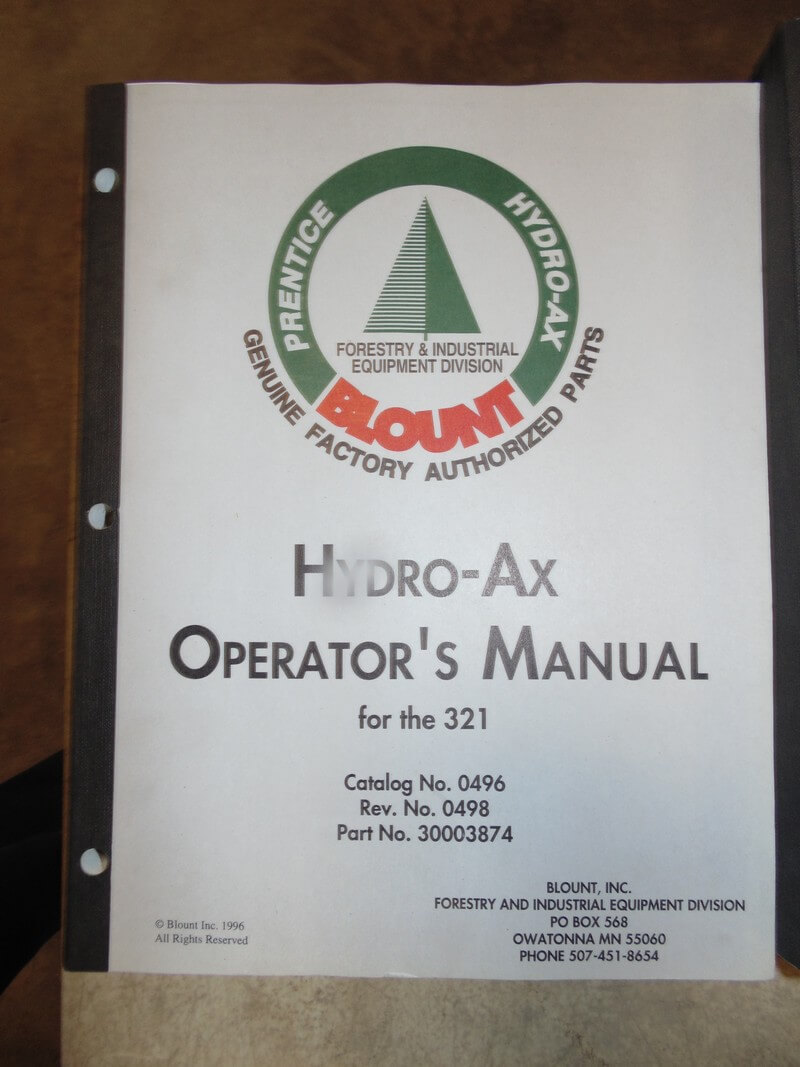 PRENTICE HYDRO-AX
FORESTRY & INDUSTRIAL
EQUIPMENT DIVISION
BLOUNT
GENUINE FACTORY AUTHORIZED PARTS
HYDRO-AX
OPERATOR'S MANUAL
for the 321
Catalog No. 0496
Rev. No. 0498
Part No. 30003874
BLOUNT, INC.
FORESTRY AND INDUSTRIAL EQUIPMENT DIVISION
PO BOX 568
OWATONNA MN 55060
PHONE 507-451-8654
© Blount Inc. 1996
All Rights Reserved